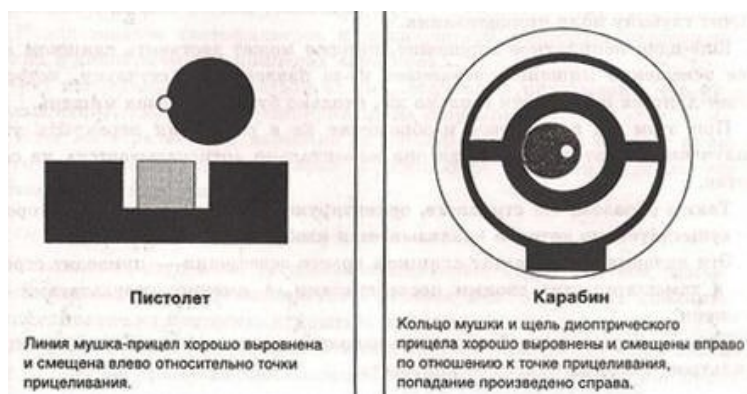 Пистолет
Линия мушка-прицел хорошо выровнена
и смещена влево относительно точки
прицеливания.
Карабин
Кольцо мушки и щель диоптрического
прицела хорошо выровнены и смещены вправо
по отношению к точке прицеливания,
попадание произведено справа.